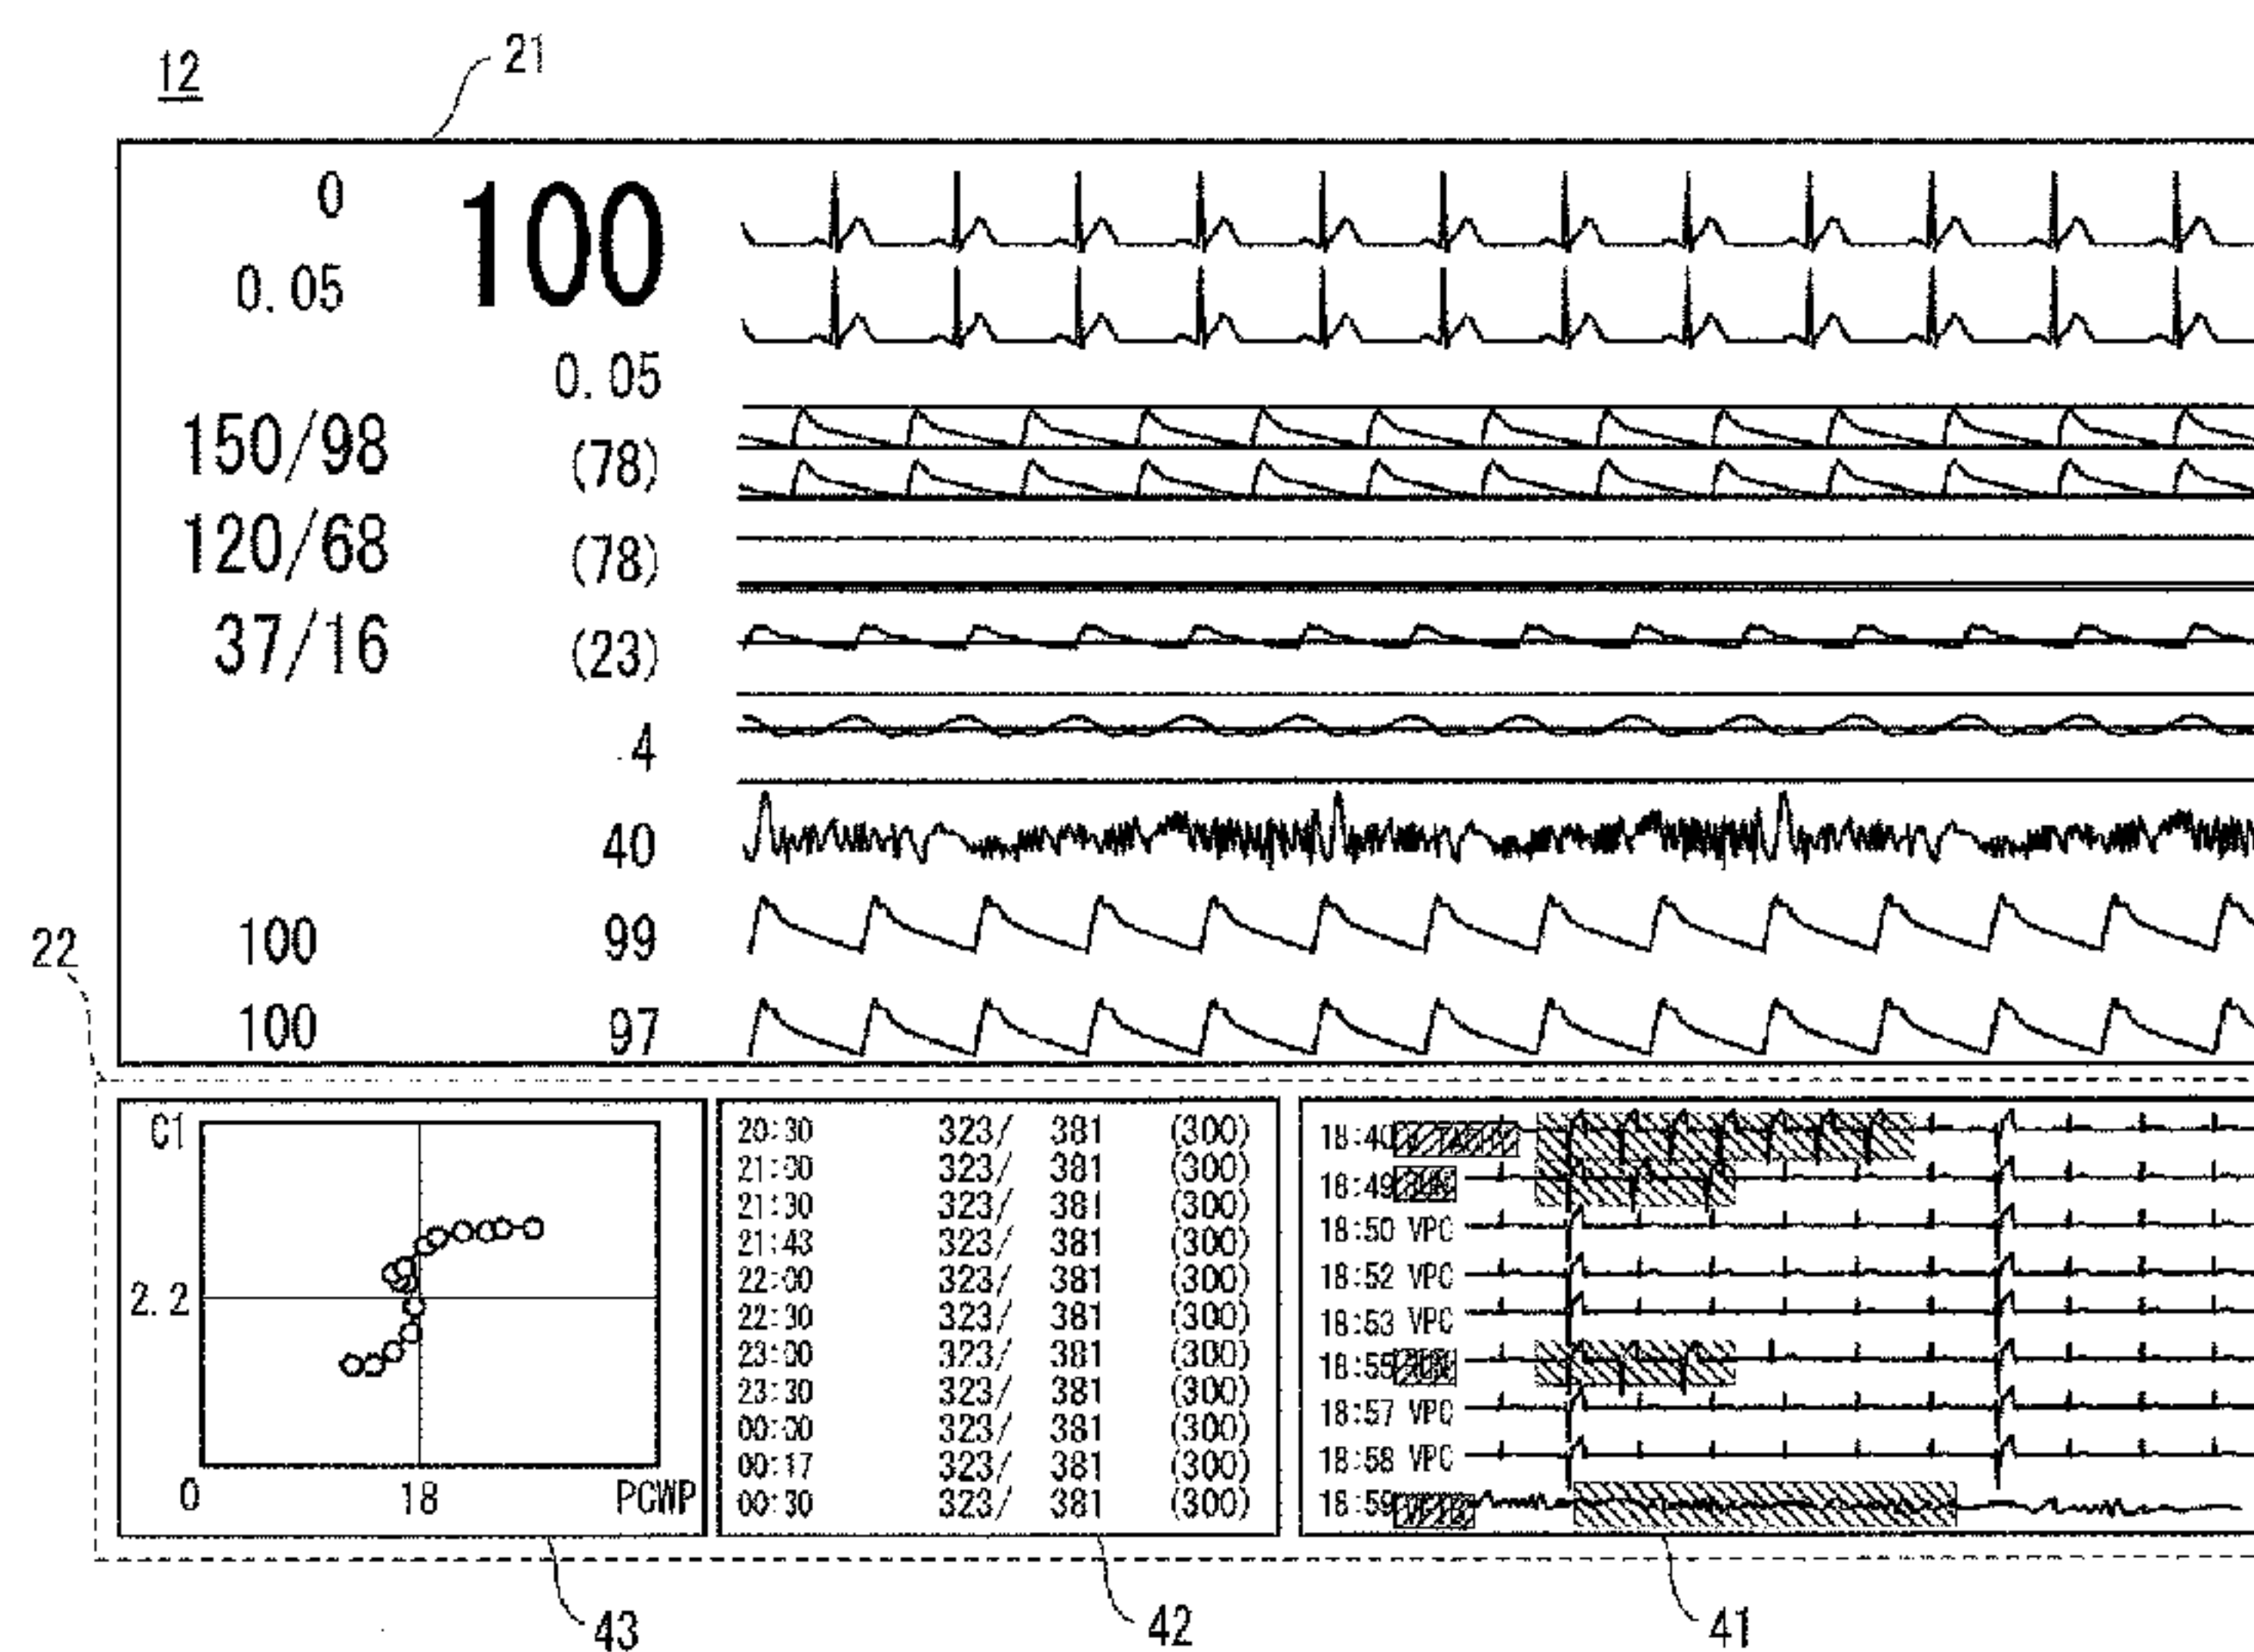 12
21
0
100
0.05
0.05
150/98 (78)
120/68 (78)
37/16 (23)
4
40
100 99
100 97
22
C1
2.2
0 18 PCWP
20:30 323/ 381 (300)
21:00 323/ 381 (300)
21:30 323/ 381 (300)
21:43 323/ 381 (300)
22:00 323/ 381 (300)
22:30 323/ 381 (300)
23:00 323/ 381 (300)
23:30 323/ 381 (300)
00:00 323/ 381 (300)
00:17 323/ 381 (300)
00:30 323/ 381 (300)
18:40
18:49
18:50 VPC
18:52 VPC
18:53 VPC
18:55
18:57 VPC
18:58 VPC
18:59
43
42
41